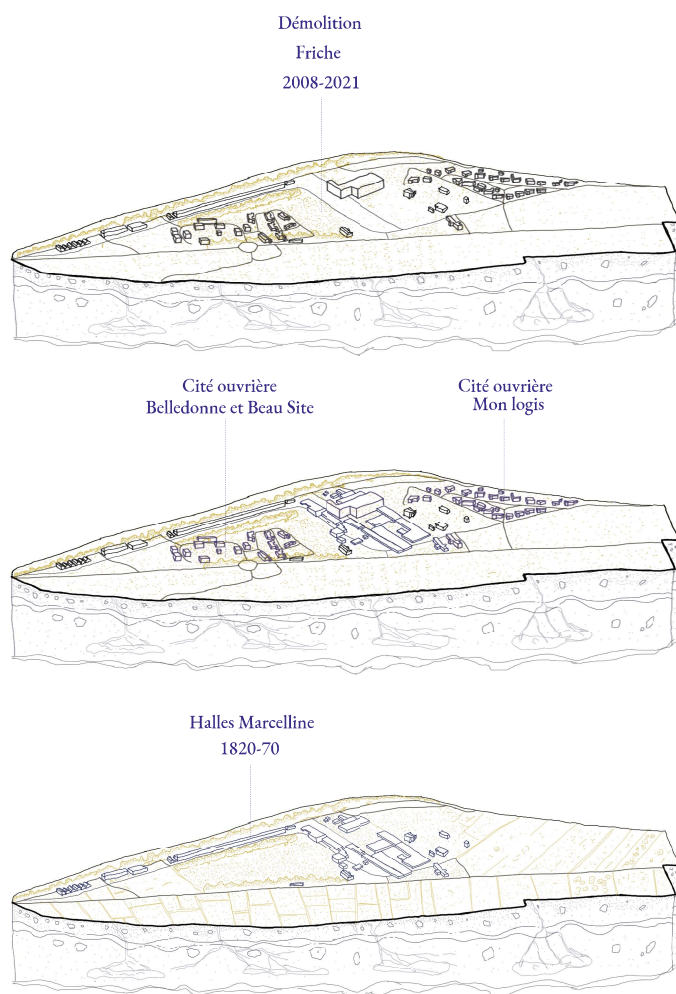 Démolition
Friche
2008-2021
Cité ouvrière
Belledonne et Beau Site
Cité ouvrière
Mon logis
Halles Marcelline
1820-70